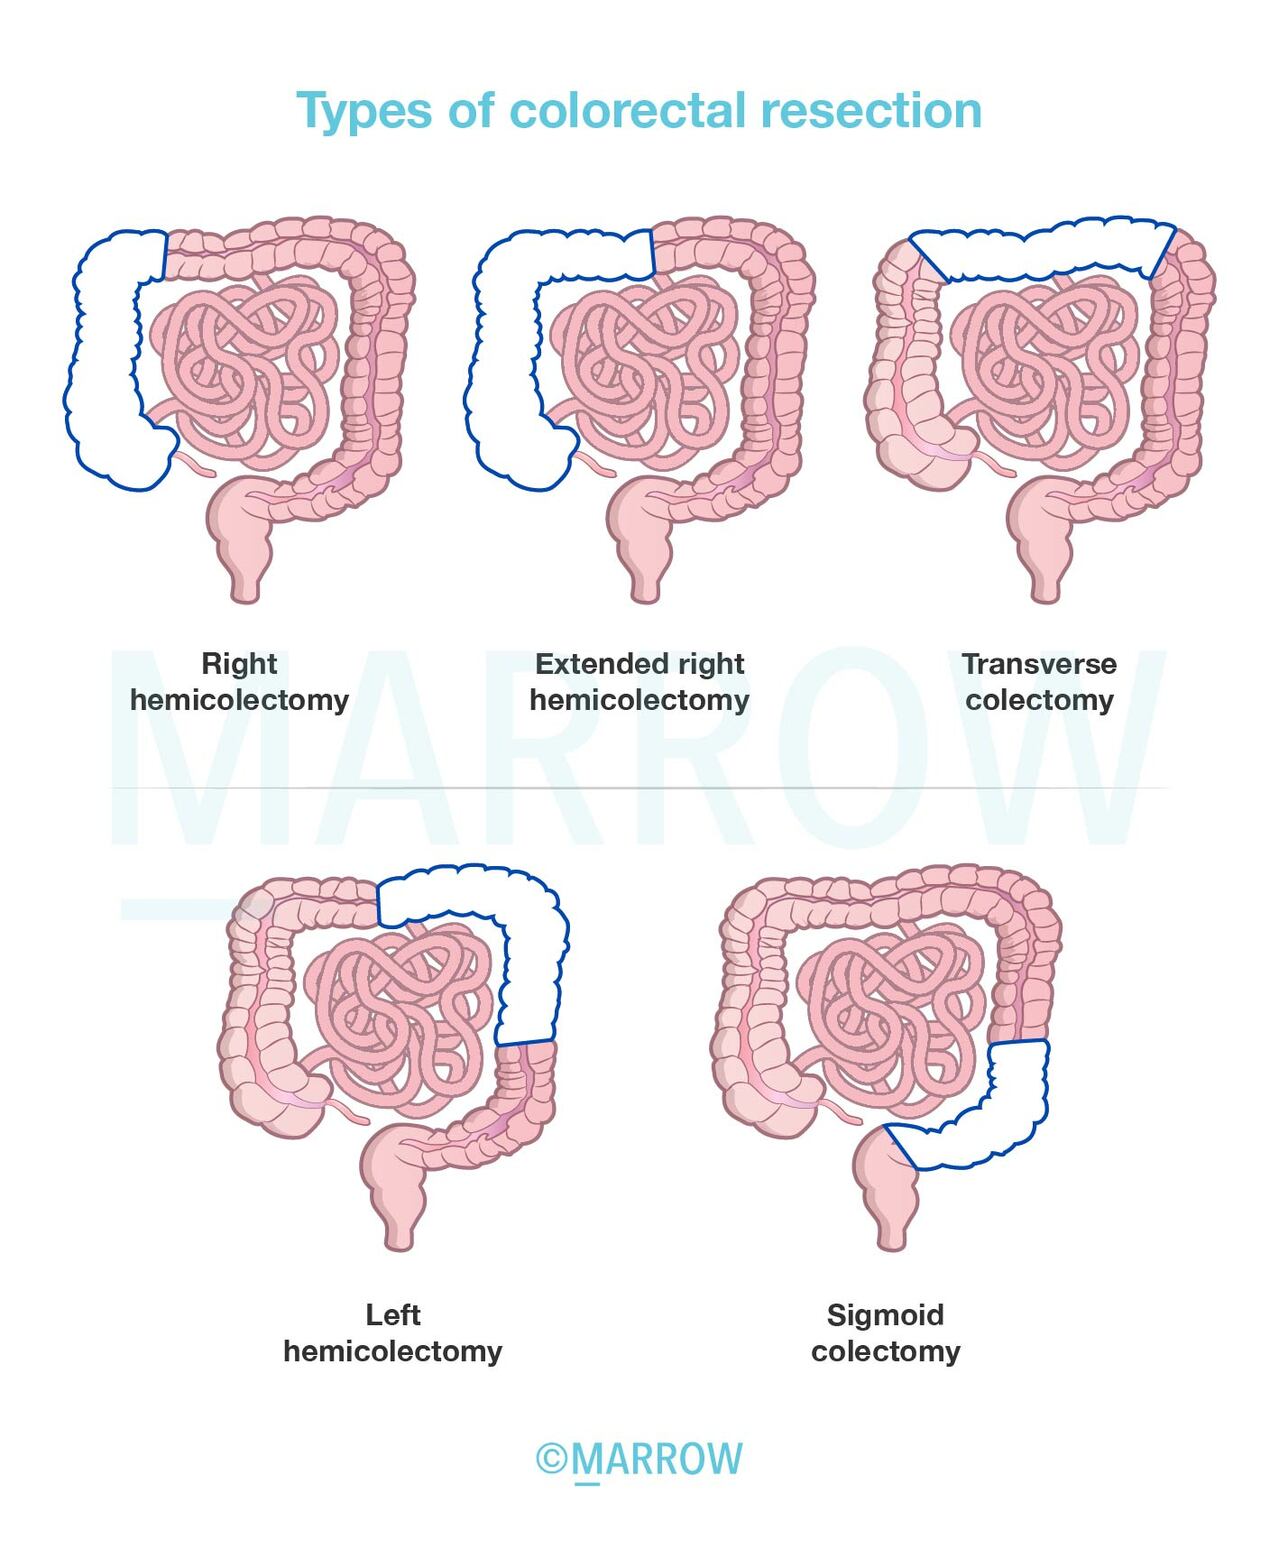 Types of colorectal resection
Right
hemicolectomy
Extended right
hemicolectomy
Transverse
colectomy
MARROW
Left
hemicolectomy
Sigmoid
colectomy
©MARROW